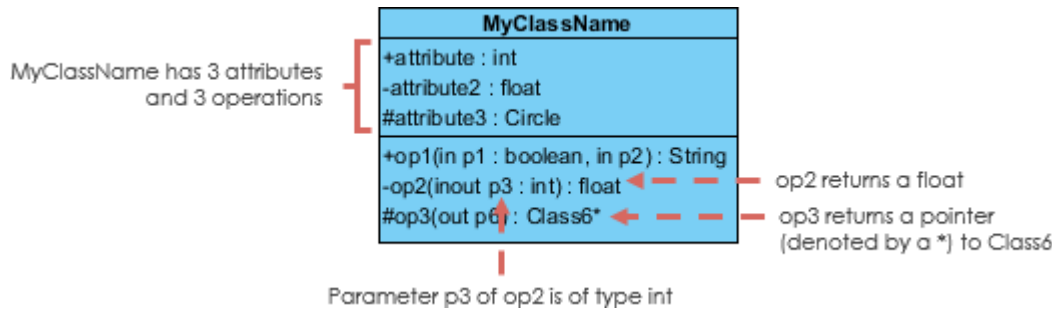 MyClassName
+attribute : int
-attribute2 : float
#attribute3 : Circle
+op1(in p1 : boolean, in p2) : String
-op2(inout p3 : int) : float
#op3(out p6) : Class6*
MyClassName has 3 attributes
and 3 operations
op2 returns a float
op3 returns a pointer
(denoted by a *) to Class6
Parameter p3 of op2 is of type int